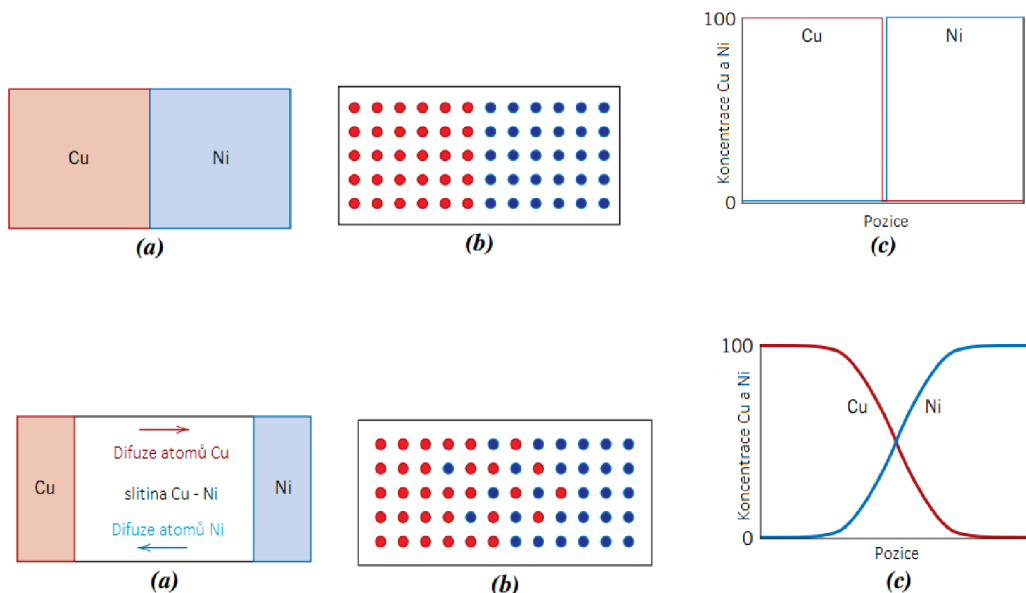 Cu
Ni
(a)
(b)
100
Cu
Ni
0
Koncentrace Cu a Ni
Pozice
(c)
Cu
Difuze atomů Cu
slitina Cu - Ni
Difuze atomů Ni
Ni
(a)
(b)
100
Cu
Ni
0
Koncentrace Cu a Ni
Pozice
(c)